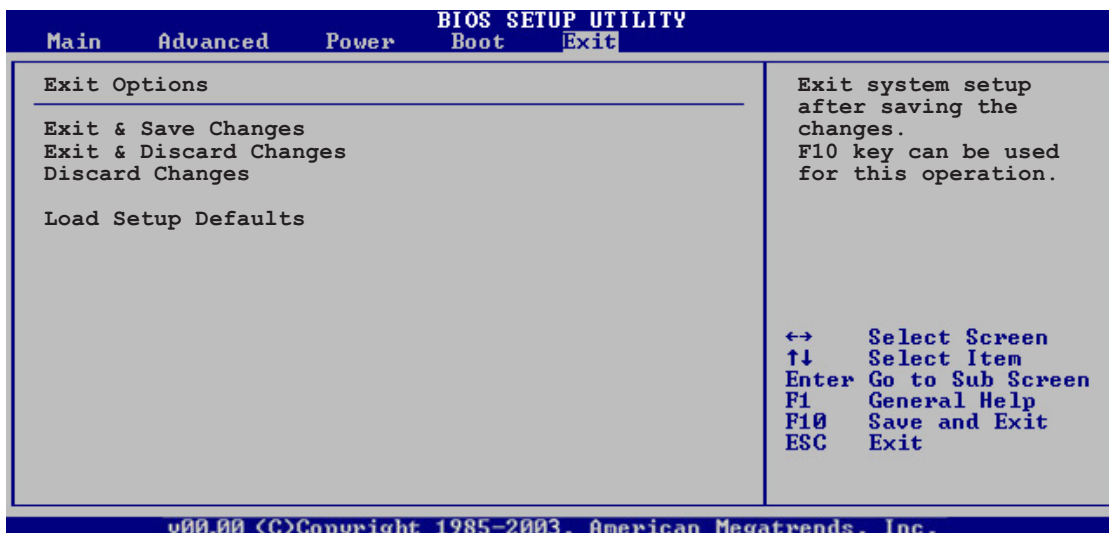 BIOS SETUP UTILITY
Main Advanced Power Boot Exit
Exit Options
Exit & Save Changes
Exit & Discard Changes
Discard Changes
Load Setup Defaults
Exit system setup
after saving the
changes.
F10 key can be used
for this operation.
←→ Select Screen
↑↓ Select Item
Enter Go to Sub Screen
F1 General Help
F10 Save and Exit
ESC Exit
v00.00 (C)Copyright 1985-2003, American Megatrends, Inc.